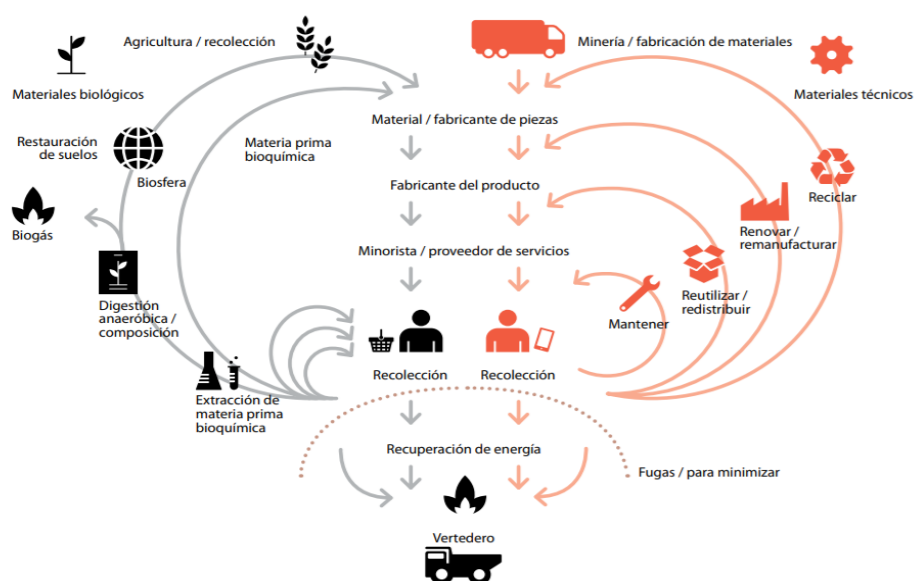 Agricultura / recolección
Minería / fabricación de materiales
Materiales biológicos
Materiales técnicos
Material / fabricante de piezas
Restauración
de suelos
Materia prima
bioquímica
Biosfera
Fabricante del producto
Reciclar
Biogás
Renovar /
remanufacturar
Minorista / proveedor de servicios
Digestión
anaeróbica /
composición
Reutilizar /
redistribuir
Mantener
Recolección
Recolección
Extracción de
materia prima
bioquímica
Recuperación de energía
Fugas / para minimizar
Vertedero